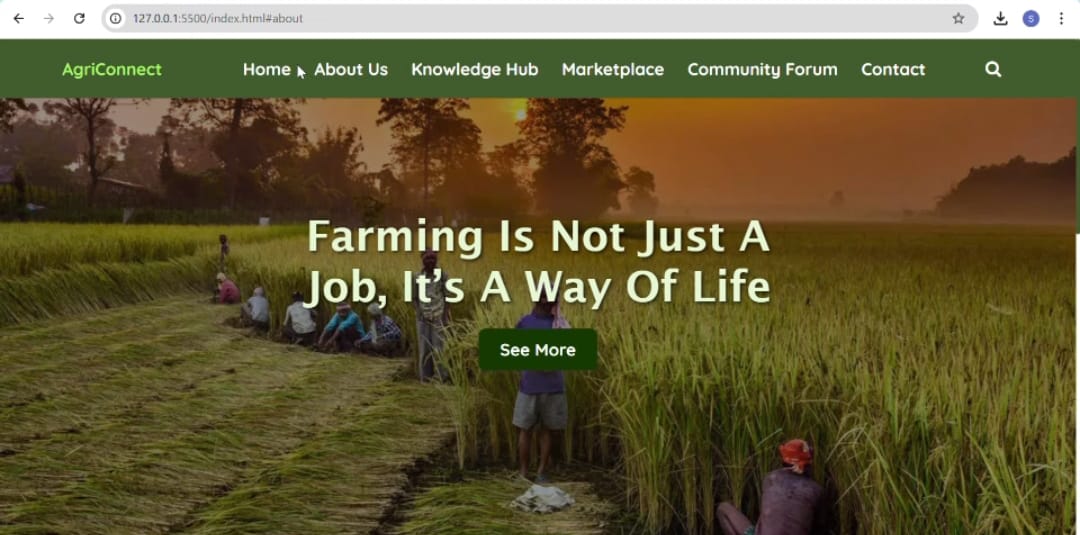 127.0.0.1:5500/index.html#about
S
AgriConnect Home About Us Knowledge Hub Marketplace Community Forum Contact
Farming Is Not Just A
Job, It’s A Way Of Life
See More